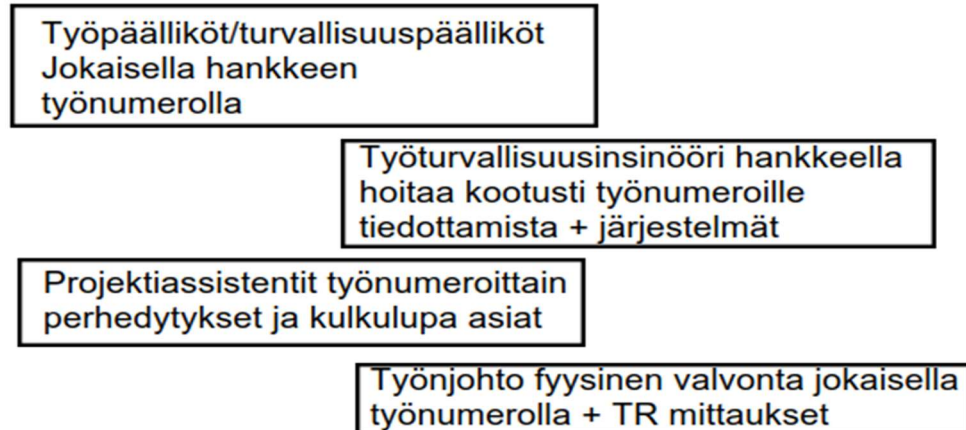 Työpäälliköt/turvallisuuspäälliköt
Jokaisella hankkeen
työnumerolla
Työturvallisuusinsinööri hankkeella
hoitaa kootusti työnumeroille
tiedottamista + järjestelmät
Projektiassistentit työnumeroittain
perhedytykset ja kulkulupa asiat
Työnjohto fyysinen valvonta jokaisella
työnumerolla + TR mittaukset